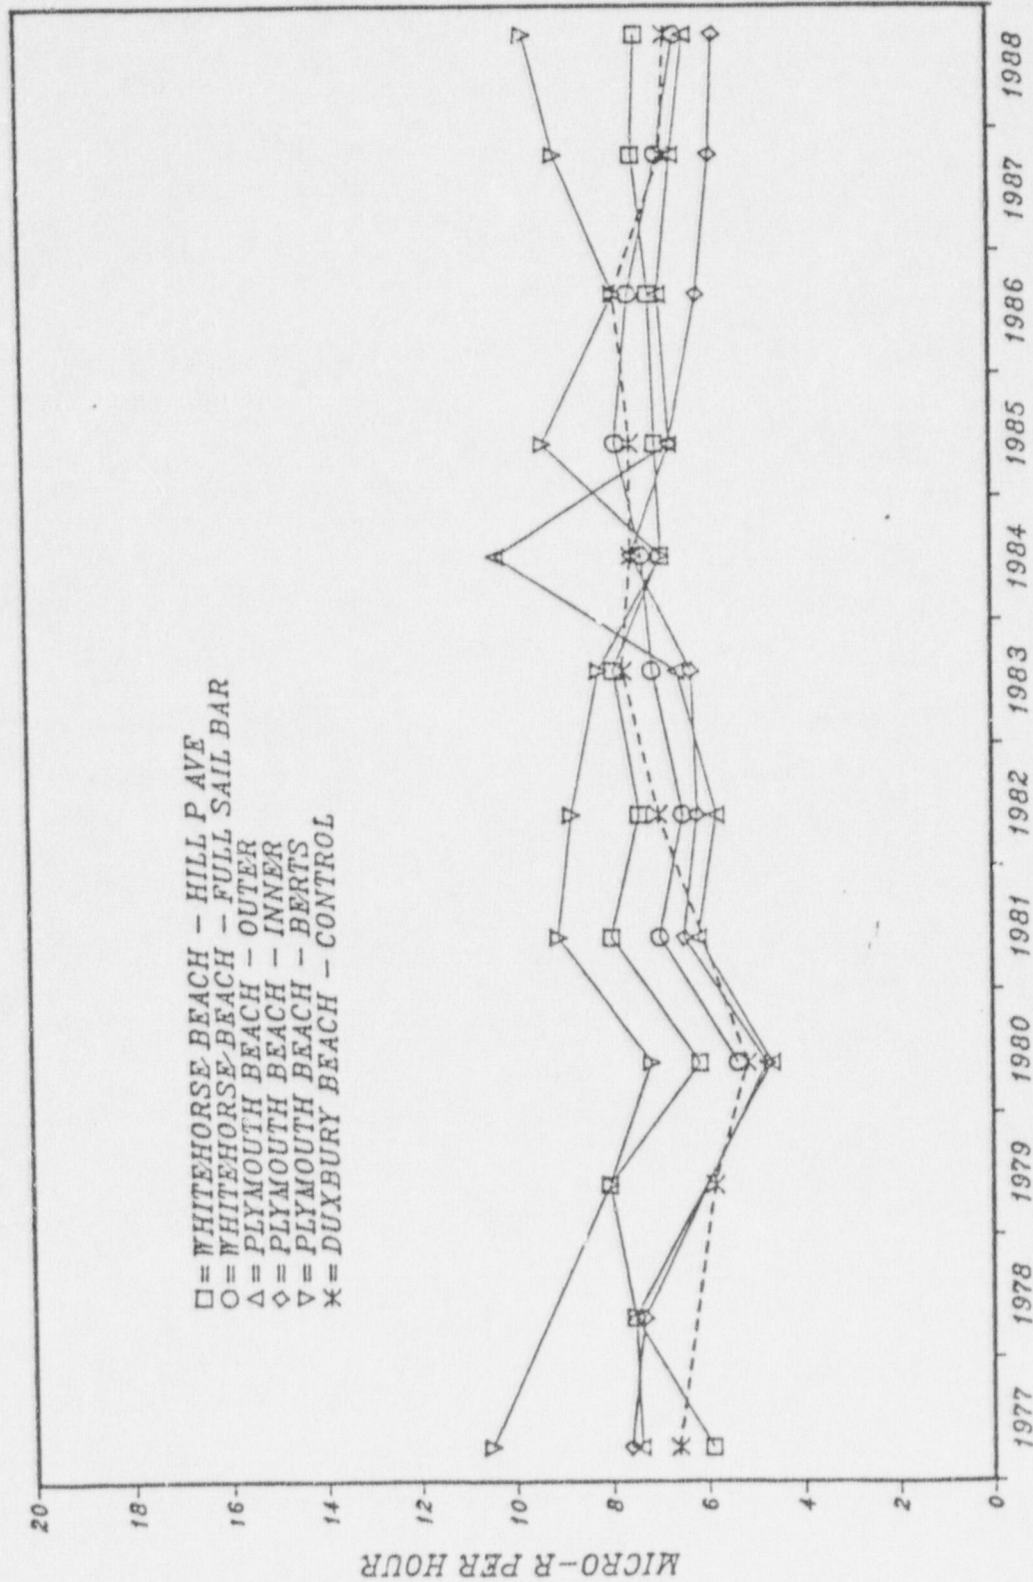 □=WHITEHORSE BEACH - HILL P AVE
○=WHITEHORSE BEACH - FULL SAIL BAR
△=PLYMOUTH BEACH - OUTER
◇=PLYMOUTH BEACH - INNER
▽=PLYMOUTH BEACH - BERTS
*=DUXBURY BEACH - CONTROL
MICRO-R PER HOUR
20
18
16
14
12
10
8
6
4
2
0
1977 1978 1979 1980 1981 1982 1983 1984 1985 1986 1987 1988